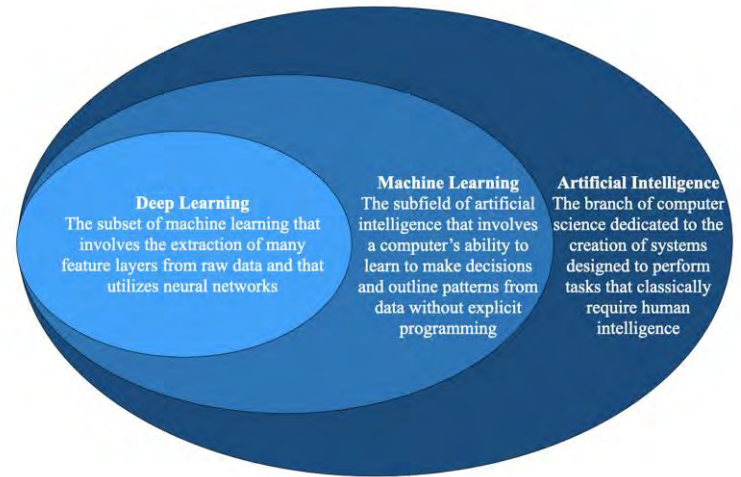 Deep Learning
The subset of machine learning that
involves the extraction of many
feature layers from raw data and that
utilizes neural networks
Machine Learning
The subfield of artificial
intelligence that involves
a computer's ability to
learn to make decisions
and outline patterns from
data without explicit
programming
Artificial Intelligence
The branch of computer
science dedicated to the
creation of systems
designed to perform
tasks that classically
require human
intelligence